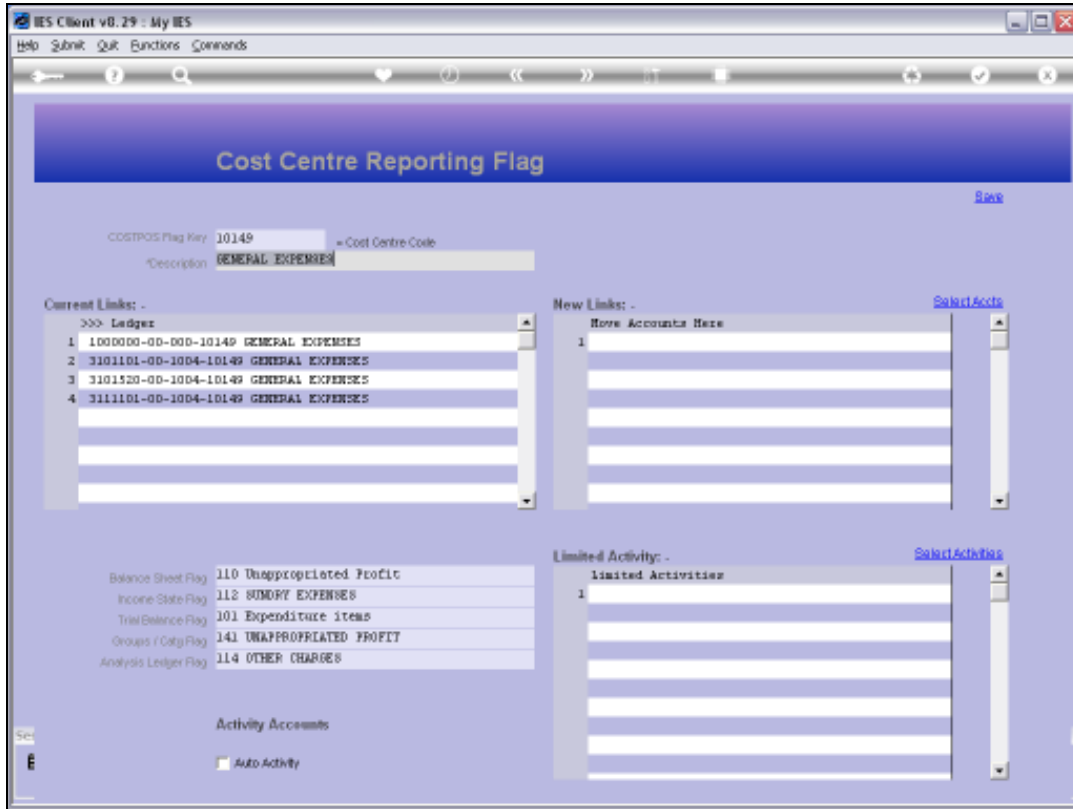 IES Client v8.29 : My IES
Help Submit Quit Functions Commands
Cost Centre Reporting Flag
Save
COSTPOS Flag Key 10149 = Cost Centre Code
*Description GENERAL EXPENSES
Current Links: -
>>> Ledger
1 1000000-00-000-10149 GENERAL EXPENSES
2 3101101-00-1004-10149 GENERAL EXPENSES
3 3101520-00-1004-10149 GENERAL EXPENSES
4 3111101-00-1004-10149 GENERAL EXPENSES
New Links: - Select Accts
Move Accounts Here
1
Balance Sheet Flag 110 Unappropriated Profit
Income State Flag 112 SUNDRY EXPENSES
Trial Balance Flag 101 Expenditure items
Groups / Catg Flag 141 UNAPPROPRIATED PROFIT
Analysis Ledger Flag 114 OTHER CHARGES
Limited Activity: - Select Activities
Limited Activities
1
Activity Accounts
Auto Activity